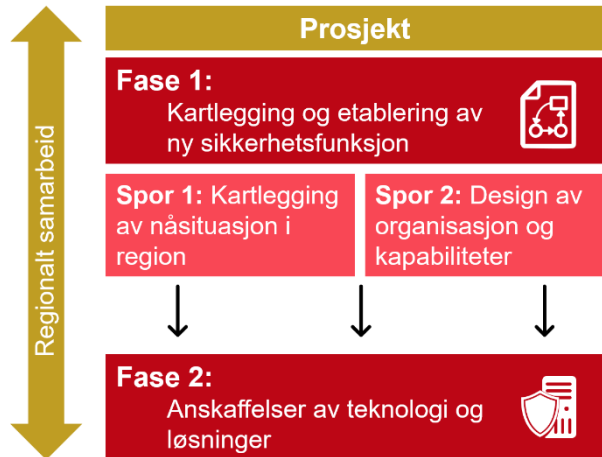 Prosjekt
Regionalt samarbeid
Fase 1:
Kartlegging og etablering av
ny sikkerhetsfunksjon
Spor 1: Kartlegging
av nåsituasjon i
region
Spor 2: Design av
organisasjon og
kapabiliteter
Fase 2:
Anskaffelser av teknologi og
løsninger